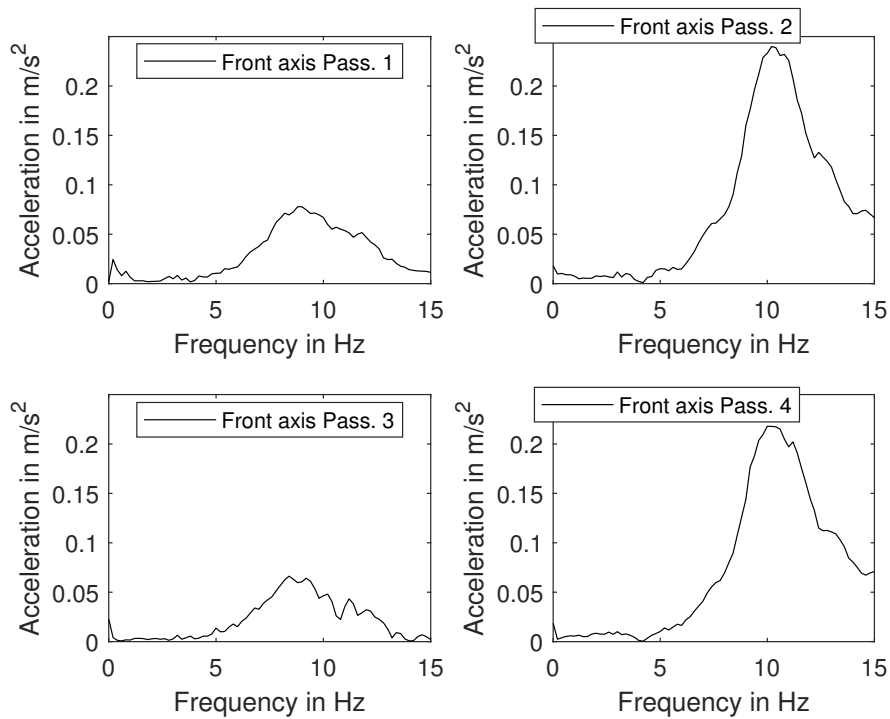 Front axis Pass. 1
Acceleration in m/s²
0.2
0.15
0.1
0.05
0
0 5 10 15
Frequency in Hz
Front axis Pass. 2
Acceleration in m/s²
0.2
0.15
0.1
0.05
0
0 5 10 15
Frequency in Hz
Front axis Pass. 3
Acceleration in m/s²
0.2
0.15
0.1
0.05
0
0 5 10 15
Frequency in Hz
Front axis Pass. 4
Acceleration in m/s²
0.2
0.15
0.1
0.05
0
0 5 10 15
Frequency in Hz